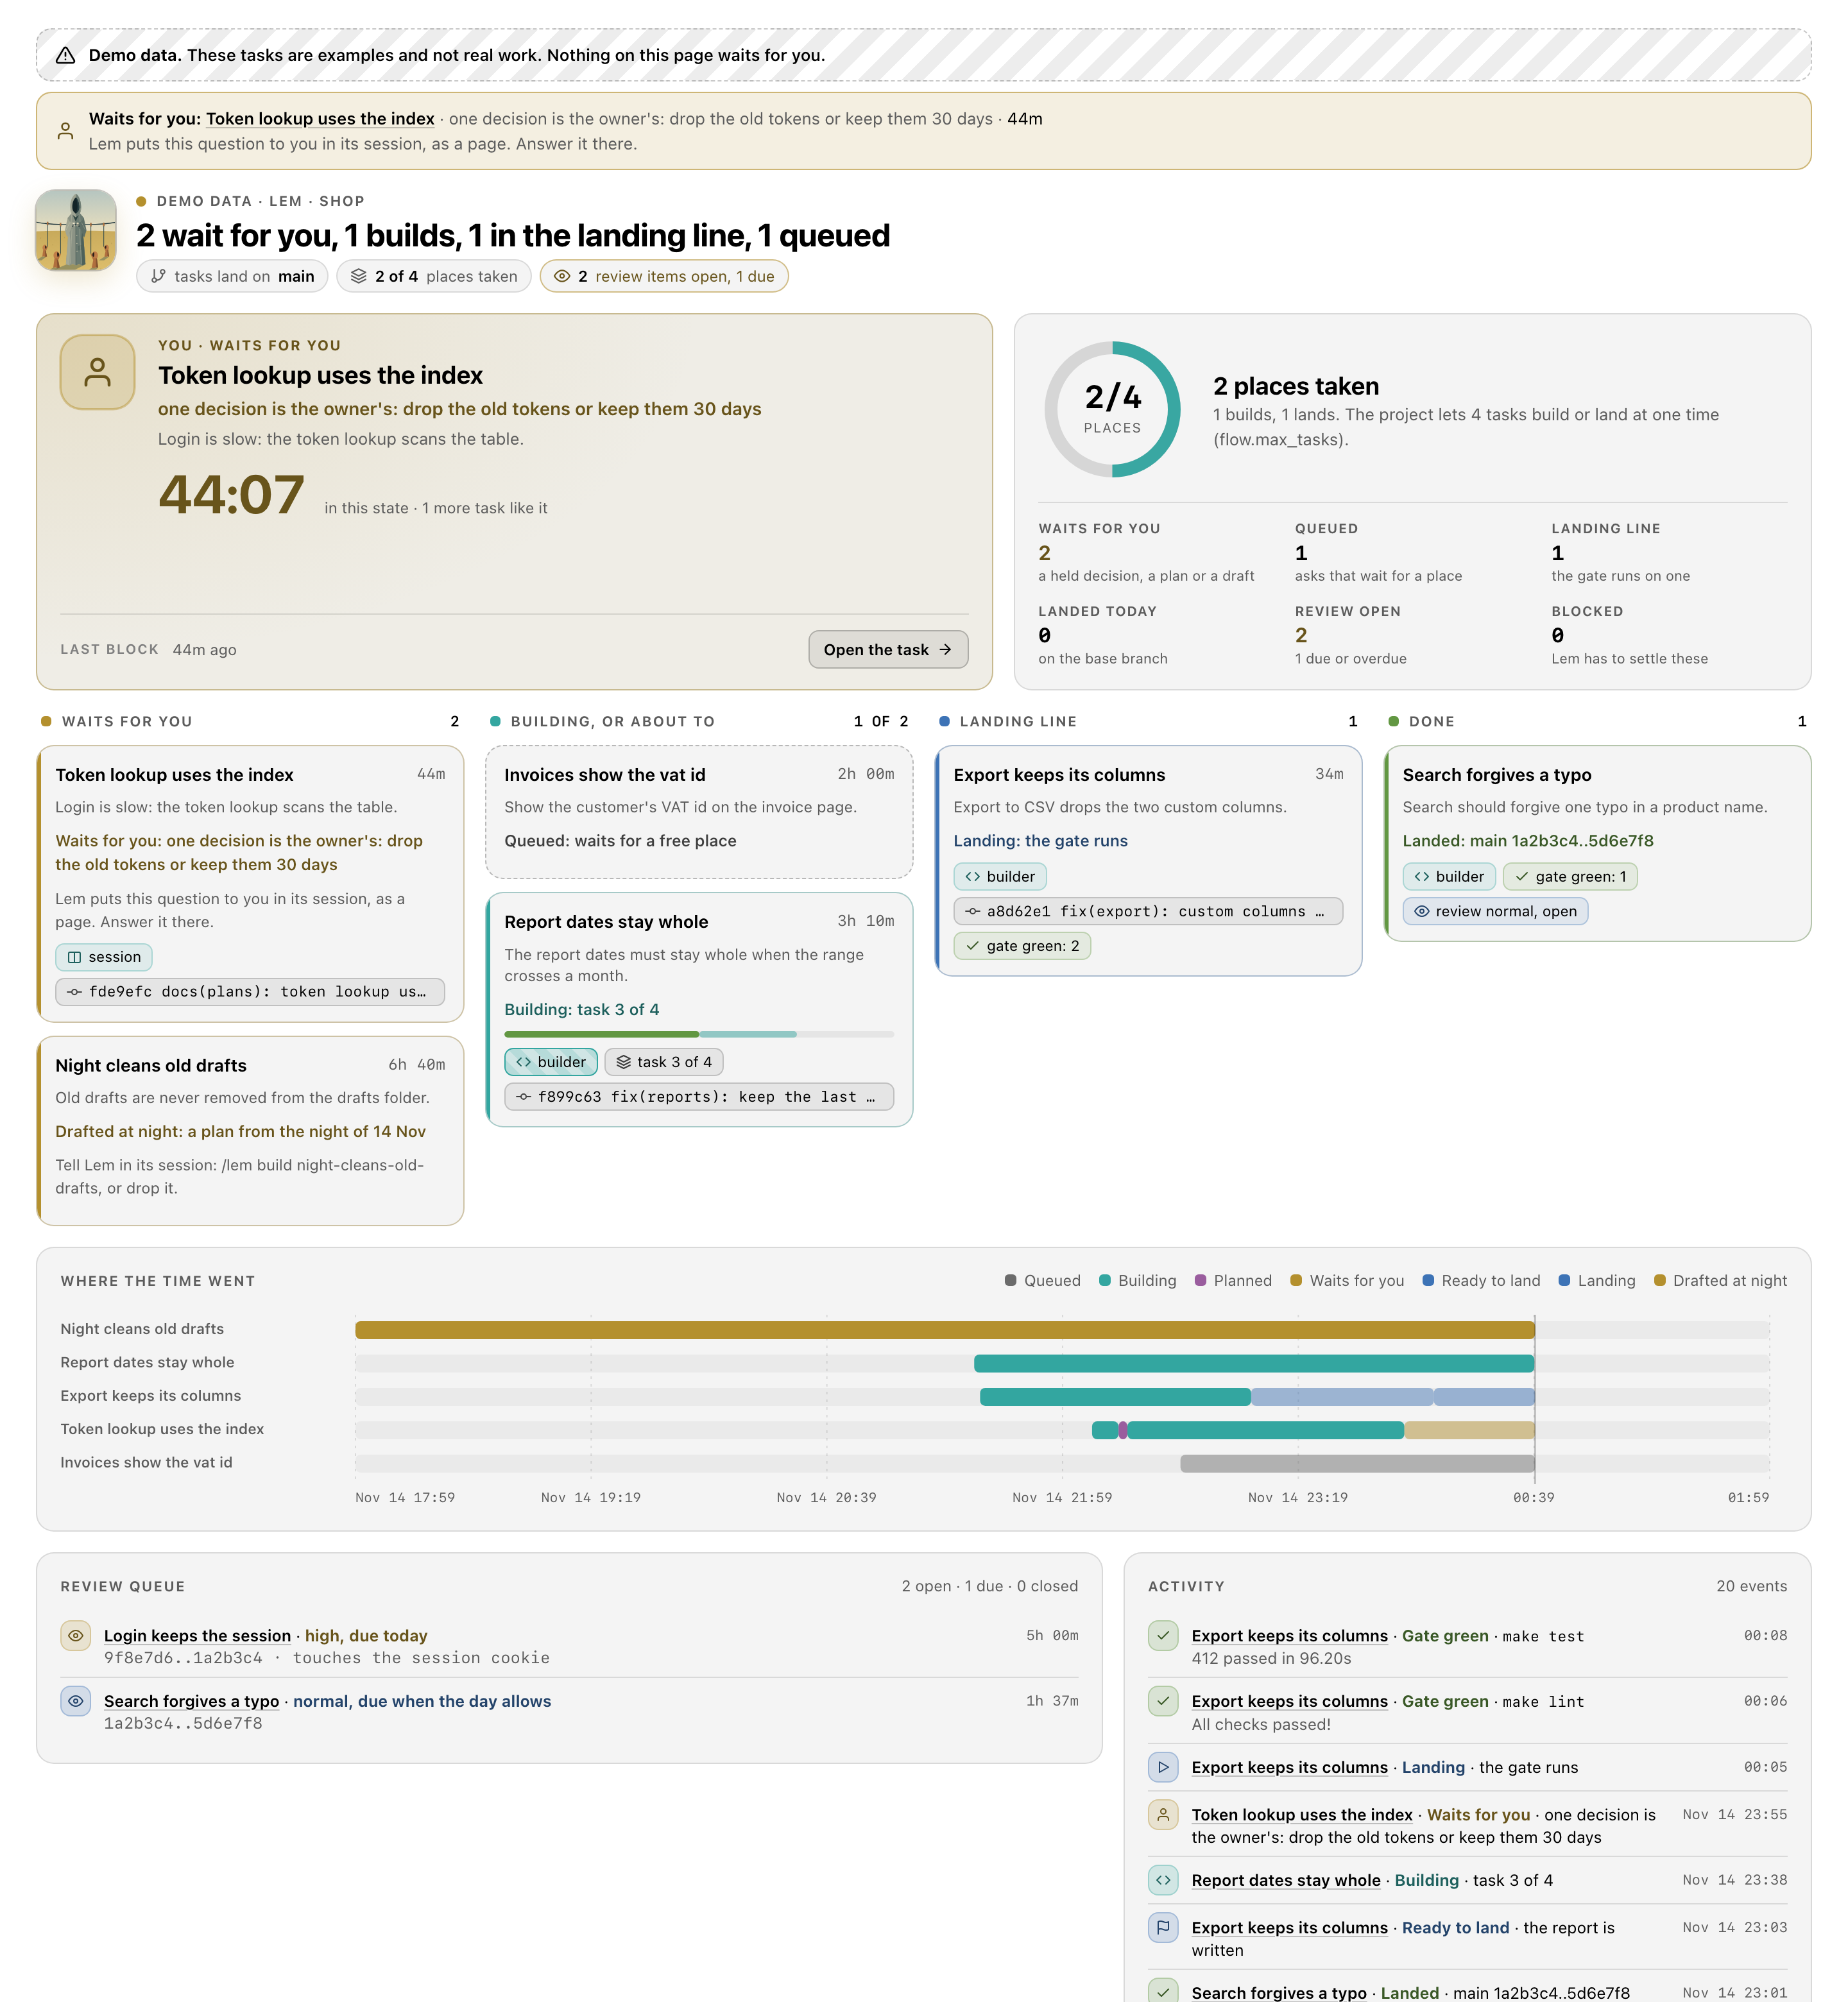 Demo data. These tasks are examples and not real work. Nothing on this page waits for you.
Waits for you: Token lookup uses the index · one decision is the owner's: drop the old tokens or keep them 30 days · 44m
Lem puts this question to you in its session, as a page. Answer it there.
DEMO DATA · LEM · SHOP
2 wait for you, 1 builds, 1 in the landing line, 1 queued
tasks land on main
2 of 4 places taken
2 review items open, 1 due
YOU · WAITS FOR YOU
Token lookup uses the index
one decision is the owner's: drop the old tokens or keep them 30 days
Login is slow: the token lookup scans the table.
44:07 in this state · 1 more task like it
LAST BLOCK 44m ago
Open the task →
2/4
PLACES
2 places taken
1 builds, 1 lands. The project lets 4 tasks build or land at one time
(flow.max_tasks).
WAITS FOR YOU
2
a held decision, a plan or a draft
QUEUED
1
asks that wait for a place
LANDING LINE
1
the gate runs on one
LANDED TODAY
0
on the base branch
REVIEW OPEN
2
1 due or overdue
BLOCKED
0
Lem has to settle these
WAITS FOR YOU 2
Token lookup uses the index 44m
Login is slow: the token lookup scans the table.
Waits for you: one decision is the owner's: drop
the old tokens or keep them 30 days
Lem puts this question to you in its session, as a
page. Answer it there.
session
fde9efc docs(plans): token lookup us…
Night cleans old drafts 6h 40m
Old drafts are never removed from the drafts folder.
Drafted at night: a plan from the night of 14 Nov
Tell Lem in its session: /lem build night-cleans-old-
drafts, or drop it.
BUILDING, OR ABOUT TO 1 OF 2
Invoices show the vat id 2h 00m
Show the customer's VAT id on the invoice page.
Queued: waits for a free place
Report dates stay whole 3h 10m
The report dates must stay whole when the range
crosses a month.
Building: task 3 of 4
builder
task 3 of 4
f899c63 fix(reports): keep the last …
LANDING LINE 1
Export keeps its columns 34m
Export to CSV drops the two custom columns.
Landing: the gate runs
builder
a8d62e1 fix(export): custom columns …
gate green: 2
DONE 1
Search forgives a typo
Search should forgive one typo in a product name.
Landed: main 1a2b3c4..5d6e7f8
builder
gate green: 1
review normal, open
WHERE THE TIME WENT
Queued Building Planned Waits for you Ready to land Landing Drafted at night
Night cleans old drafts
Report dates stay whole
Export keeps its columns
Token lookup uses the index
Invoices show the vat id
Nov 14 17:59 Nov 14 19:19 Nov 14 20:39 Nov 14 21:59 Nov 14 23:19 00:39 01:59
REVIEW QUEUE 2 open · 1 due · 0 closed
Login keeps the session · high, due today 5h 00m
9f8e7d6..1a2b3c4 · touches the session cookie
Search forgives a typo · normal, due when the day allows 1h 37m
1a2b3c4..5d6e7f8
ACTIVITY 20 events
Export keeps its columns · Gate green · make test 00:08
412 passed in 96.20s
Export keeps its columns · Gate green · make lint 00:06
All checks passed!
Export keeps its columns · Landing · the gate runs 00:05
Token lookup uses the index · Waits for you · one decision is Nov 14 23:55
the owner's: drop the old tokens or keep them 30 days
Report dates stay whole · Building · task 3 of 4 Nov 14 23:38
Export keeps its columns · Ready to land · the report is Nov 14 23:03
written
Search forgives a typo · Landed · main 1a2b3c4..5d6e7f8 Nov 14 23:01